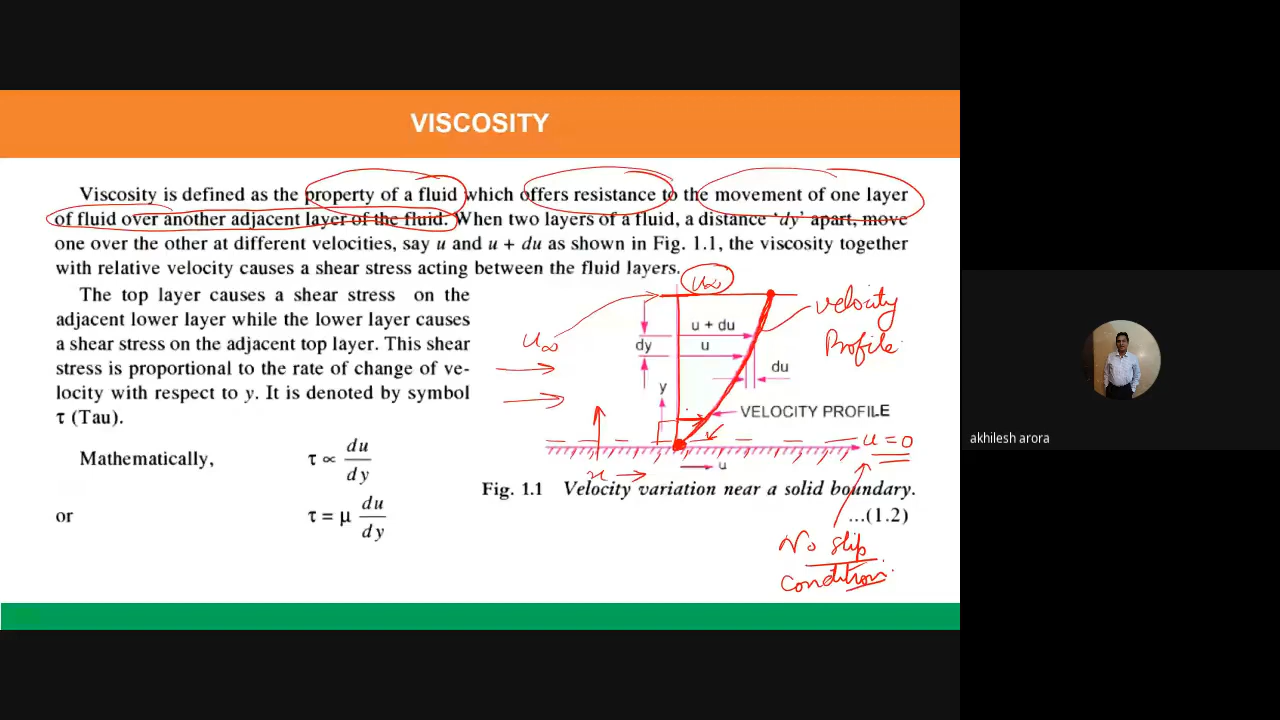 VISCOSITY
Viscosity is defined as the property of a fluid which offers resistance to the movement of one layer
of fluid over another adjacent layer of the fluid. When two layers of a fluid, a distance ‘dy’ apart, move
one over the other at different velocities, say u and u + du as shown in Fig. 1.1, the viscosity together
with relative velocity causes a shear stress acting between the fluid layers.
The top layer causes a shear stress on the
adjacent lower layer while the lower layer causes
a shear stress on the adjacent top layer. This shear
stress is proportional to the rate of change of ve-
locity with respect to y. It is denoted by symbol
τ (Tau).
Mathematically, τ ∝ du/dy
or τ = μ du/dy ...(1.2)
u∞
u∞
velocity
Profile
u + du
dy
u
du
y
VELOCITY PROFILE
u = 0
x
u
Fig. 1.1 Velocity variation near a solid boundary.
No slip
condition
akhilesh arora